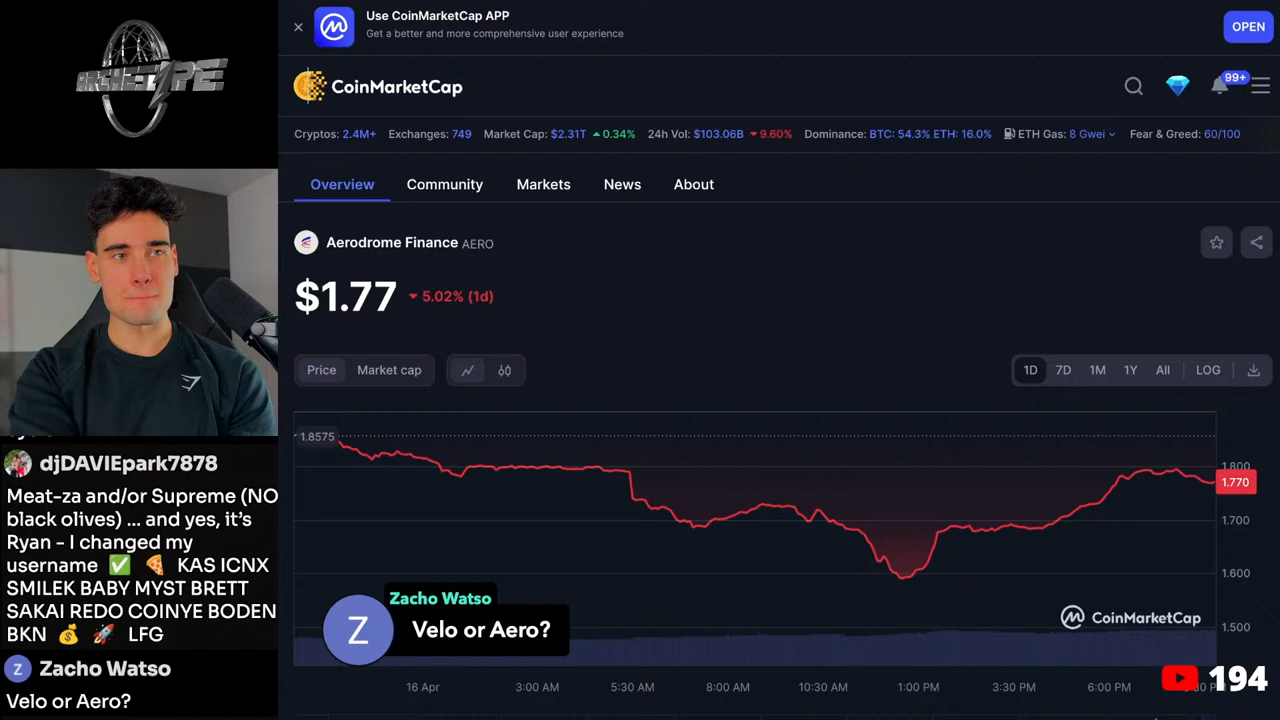 ARCHETYPE
djDAVIEpark7878
Meat-za and/or Supreme (NO
black olives) ... and yes, it's
Ryan - I changed my
username ✅ 🍕 KAS ICNX
SMILEK BABY MYST BRETT
SAKAI REDO COINYE BODEN
BKN 💰 🚀 LFG
Z Zacho Watso
Velo or Aero?
Use CoinMarketCap APP
Get a better and more comprehensive user experience
OPEN
CoinMarketCap
99+
Cryptos: 2.4M+ Exchanges: 749 Market Cap: $2.31T 0.34% 24h Vol: $103.06B 9.60% Dominance: BTC: 54.3% ETH: 16.0% ETH Gas: 8 Gwei Fear & Greed: 60/100
Overview Community Markets News About
Aerodrome Finance AERO
$1.77 5.02% (1d)
Price Market cap 1D 7D 1M 1Y All LOG
1.8575
1.800
1.770
1.700
1.600
1.500
CoinMarketCap
Zacho Watso
Z Velo or Aero?
16 Apr 3:00 AM 5:30 AM 8:00 AM 10:30 AM 1:00 PM 3:30 PM 6:00 PM
194